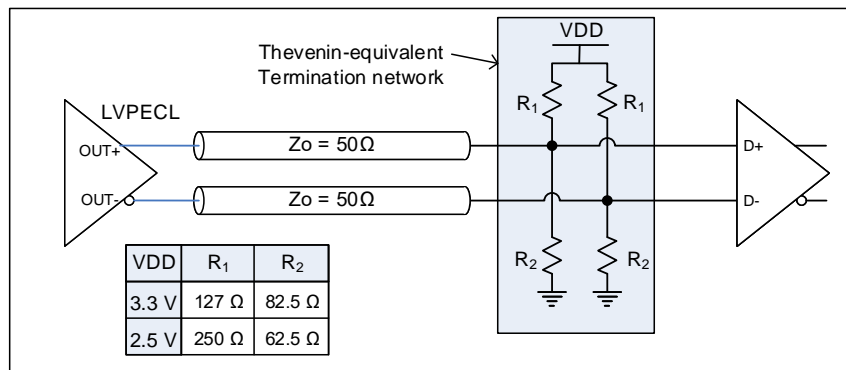 VDD
Thevenin-equivalent
Termination network
R₁ R₁
LVPECL
OUT+
Zo = 50Ω
D+
OUT-
Zo = 50Ω
D-
R₂ R₂
VDD R₁ R₂
3.3 V 127 Ω 82.5 Ω
2.5 V 250 Ω 62.5 Ω